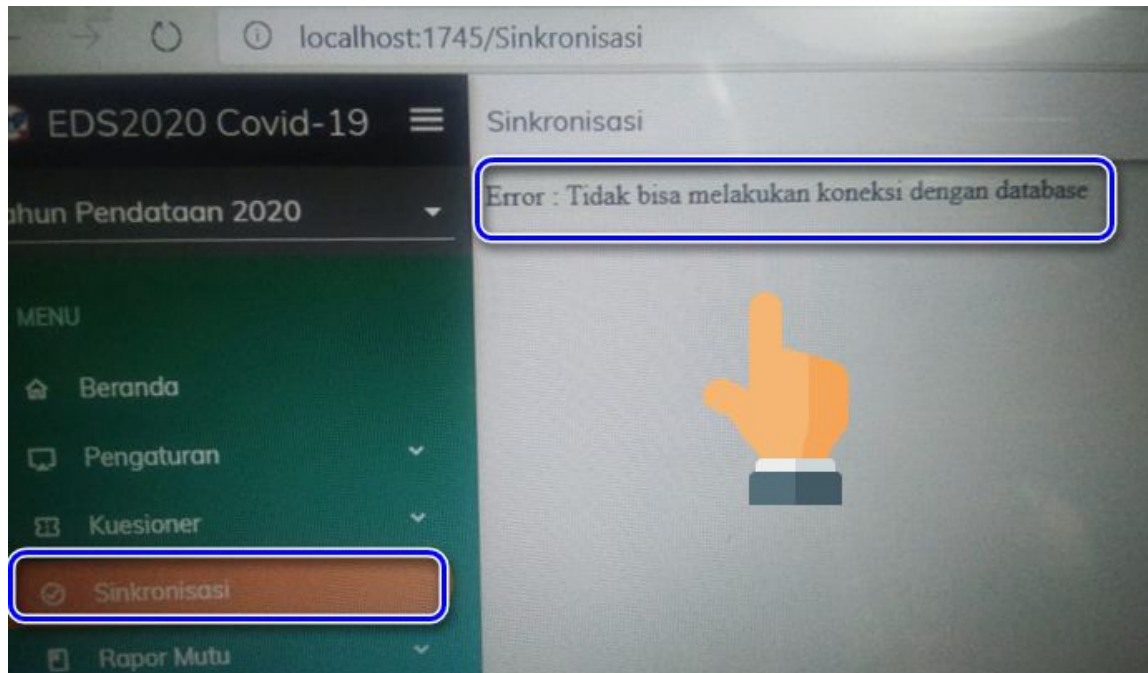 localhost:1745/Sinkronisasi
EDS2020 Covid-19
Sinkronisasi
Error : Tidak bisa melakukan koneksi dengan database
ahun Pendataan 2020
MENU
Beranda
Pengaturan
Kuesioner
Sinkronisasi
Rapor Mutu